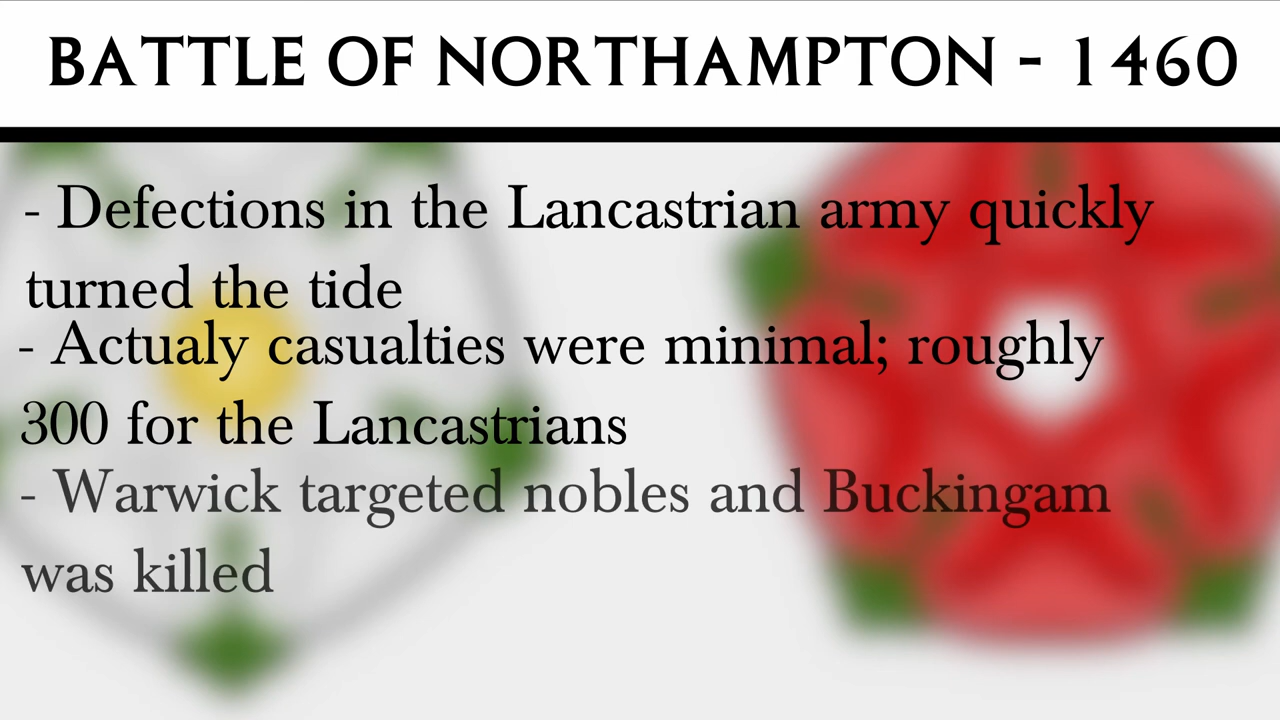 BATTLE OF NORTHAMPTON - 1460
- Defections in the Lancastrian army quickly
turned the tide
- Actualy casualties were minimal; roughly
300 for the Lancastrians
- Warwick targeted nobles and Buckingam
was killed